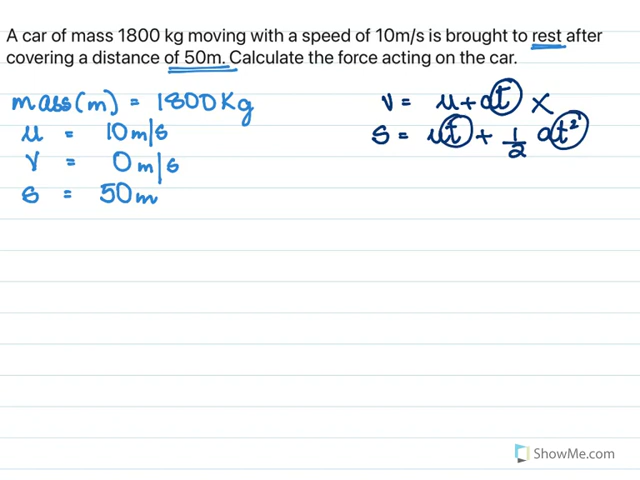 A car of mass 1800 kg moving with a speed of 10m/s is brought to rest after
covering a distance of 50m. Calculate the force acting on the car.
mass(m) = 1800Kg
u = 10m/s
v = 0m/s
s = 50m
v = u+at ×
s = ut + 1/2 at²
ShowMe.com